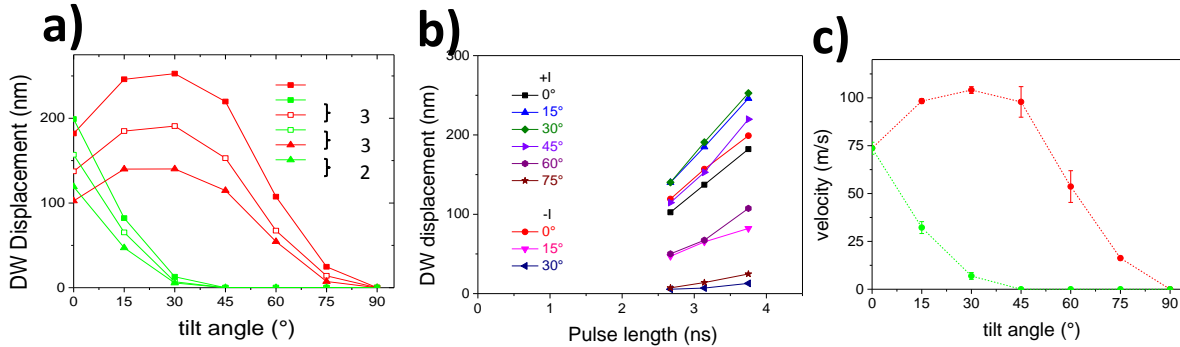 a)
DW Displacement (nm)
200
100
0
0 15 30 45 60 75 90
tilt angle (°)
} 3
} 3
} 2
b)
DW displacement (nm)
300
200
100
0
0 1 2 3 4
Pulse length (ns)
+I
0°
15°
30°
45°
60°
75°
-I
0°
15°
30°
c)
velocity (m/s)
100
75
50
25
0
0 15 30 45 60 75 90
tilt angle (°)